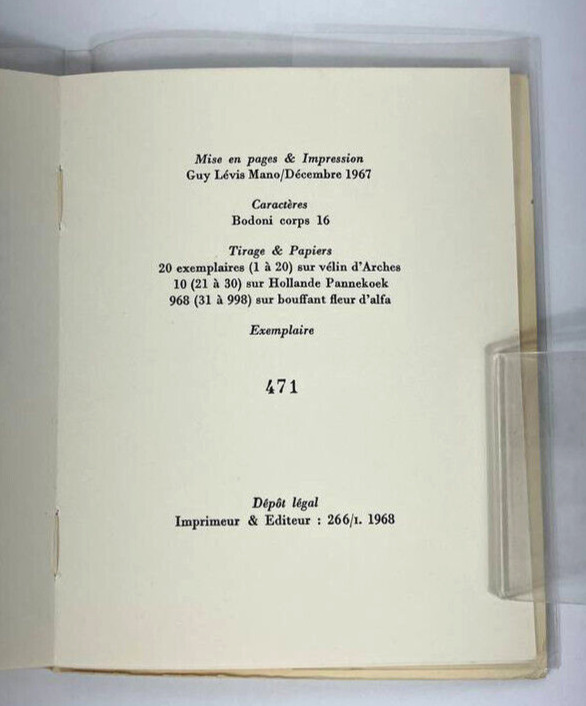 Mise en pages & Impression
Guy Lévis Mano/Décembre 1967
Caractères
Bodoni corps 16
Tirage & Papiers
20 exemplaires (1 à 20) sur vélin d'Arches
10 (21 à 30) sur Hollande Pannekoek
968 (31 à 998) sur bouffant fleur d'alfa
Exemplaire
471
Dépôt légal
Imprimeur & Editeur : 266/1. 1968